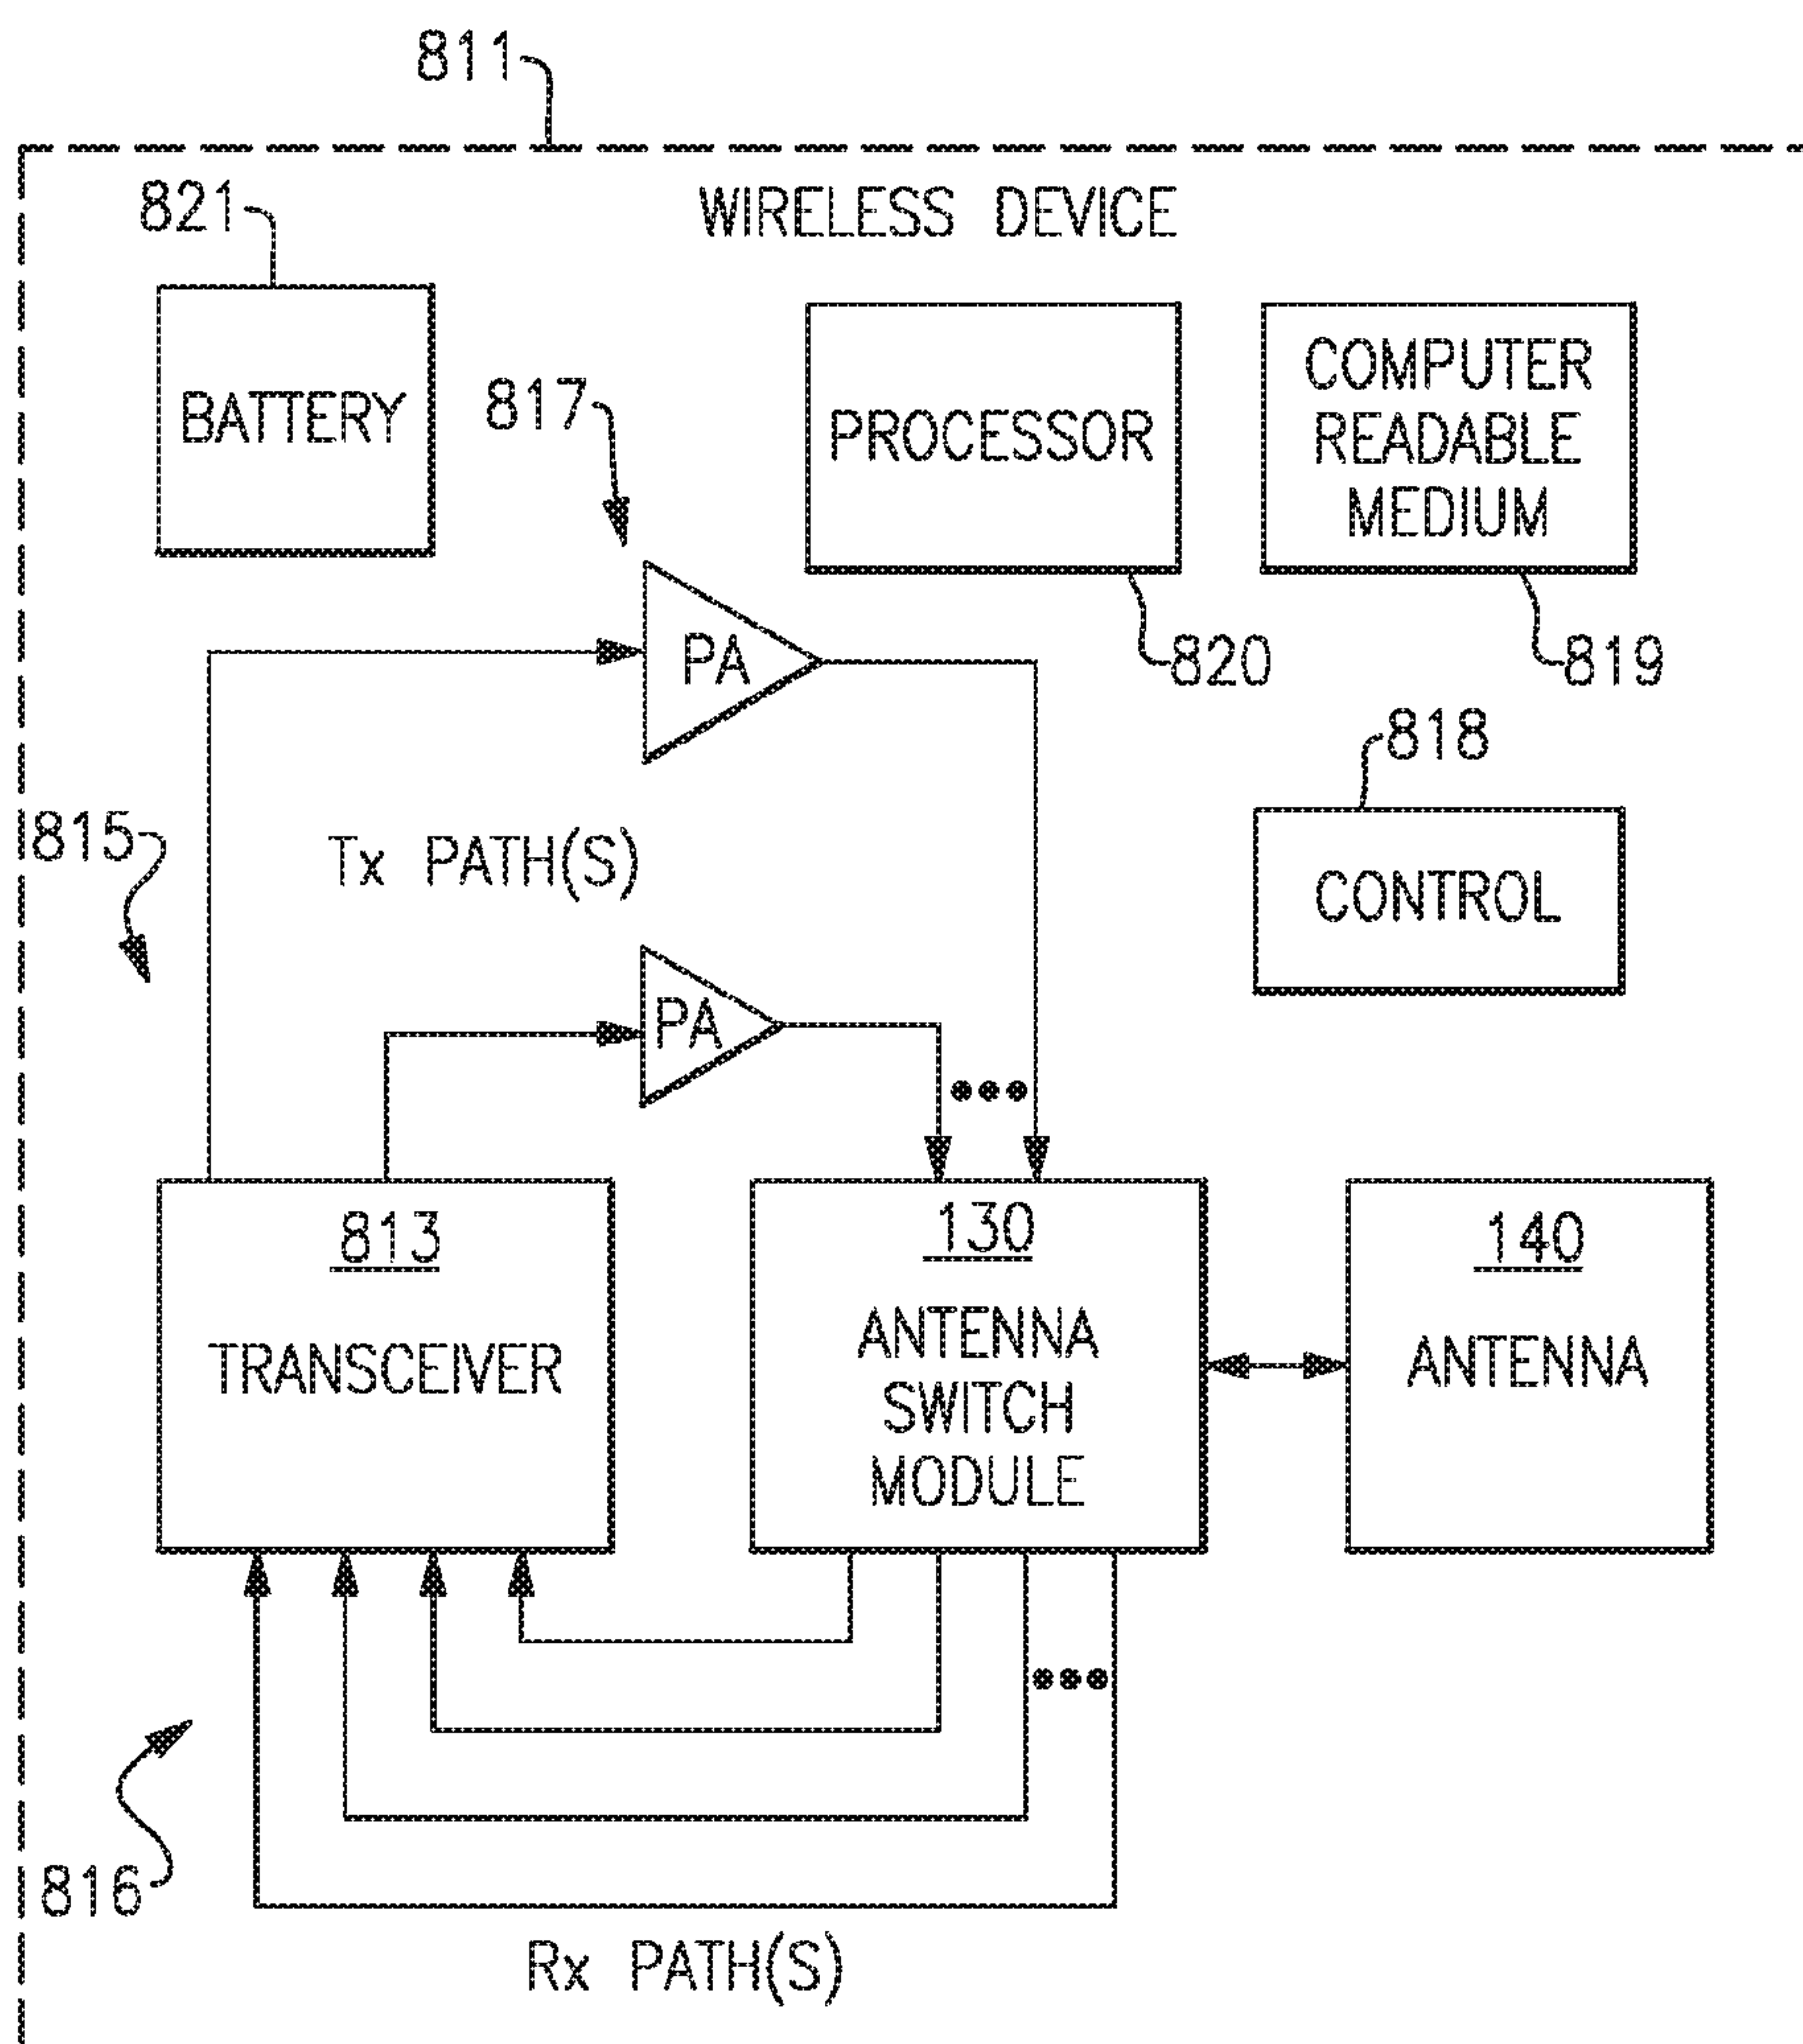 811
WIRELESS DEVICE
821
BATTERY
817
PROCESSOR
COMPUTER
READABLE
MEDIUM
PA
820
819
818
815
Tx PATH(S)
CONTROL
PA
813
TRANSCEIVER
130
ANTENNA
SWITCH
MODULE
140
ANTENNA
816
Rx PATH(S)